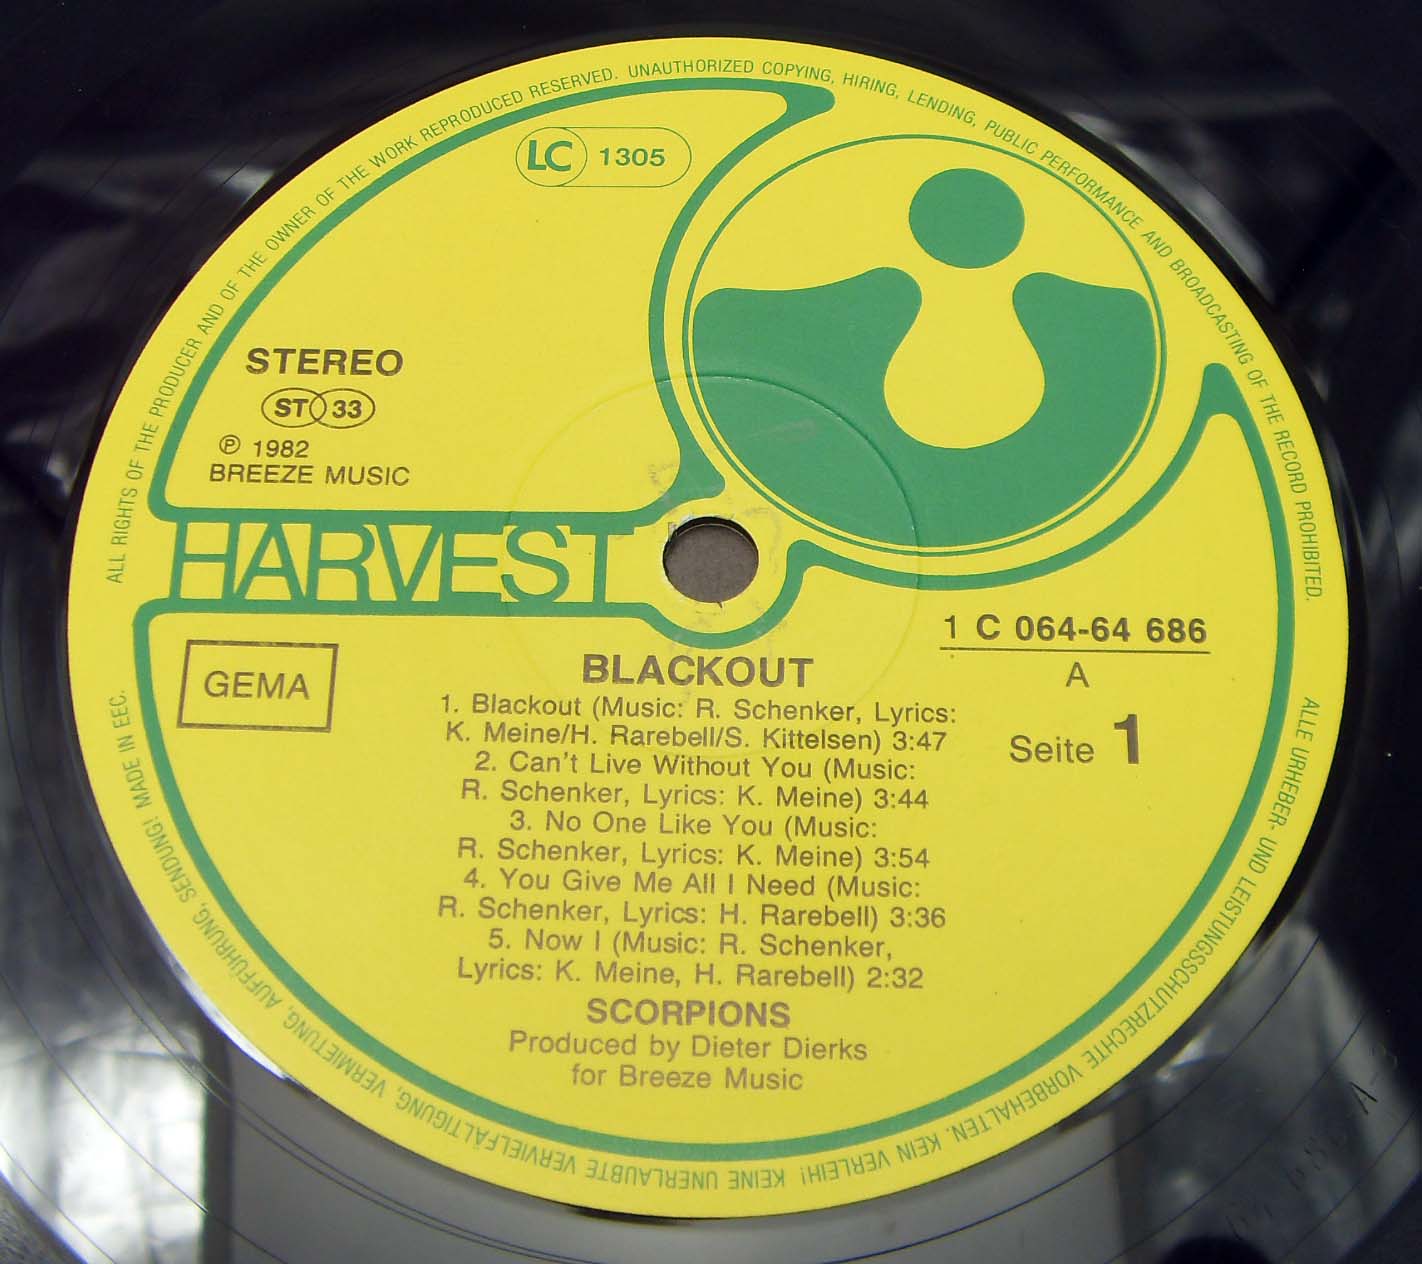 ALL RIGHTS OF THE PRODUCER AND OF THE OWNER OF THE WORK REPRODUCED RESERVED. UNAUTHORIZED COPYING, HIRING, LENDING, PUBLIC PERFORMANCE AND BROADCASTING OF THE RECORD PROHIBITED.
LC 1305
STEREO
ST 33
℗ 1982
BREEZE MUSIC
HARVEST
GEMA
1 C 064-64 686
A
Seite 1
BLACKOUT
1. Blackout (Music: R. Schenker, Lyrics:
K. Meine/H. Rarebell/S. Kittelsen) 3:47
2. Can't Live Without You (Music:
R. Schenker, Lyrics: K. Meine) 3:44
3. No One Like You (Music:
R. Schenker, Lyrics: K. Meine) 3:54
4. You Give Me All I Need (Music:
R. Schenker, Lyrics: H. Rarebell) 3:36
5. Now I (Music: R. Schenker,
Lyrics: K. Meine, H. Rarebell) 2:32
SCORPIONS
Produced by Dieter Dierks
for Breeze Music
ALLE URHEBER- UND LEISTUNGSSCHUTZRECHTE VORBEHALTEN. KEIN VERLEIH! KEINE UNERLAUBTE VERVIELFÄLTIGUNG, VERMIETUNG, AUFFÜHRUNG, SENDUNG! MADE IN EEC.